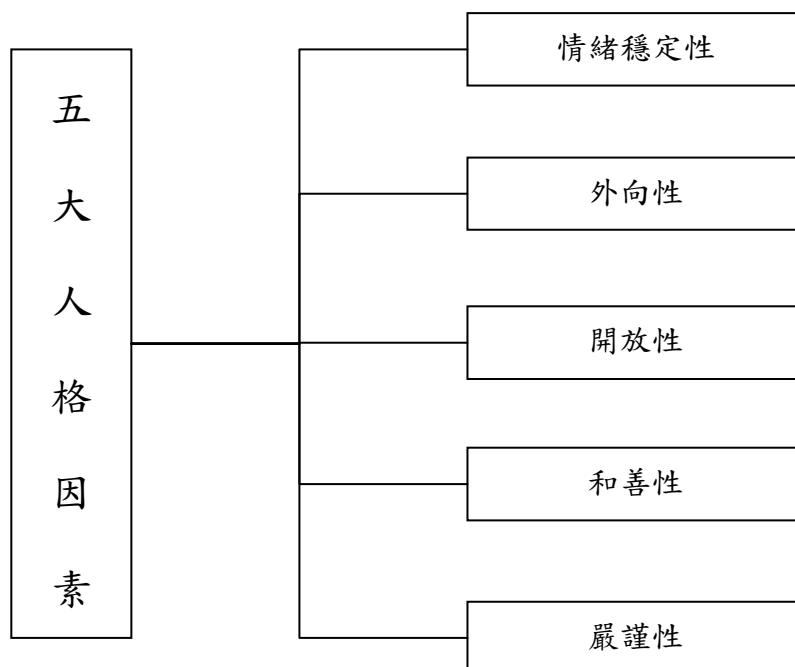 五大人格因素
情緒穩定性
外向性
開放性
和善性
嚴謹性